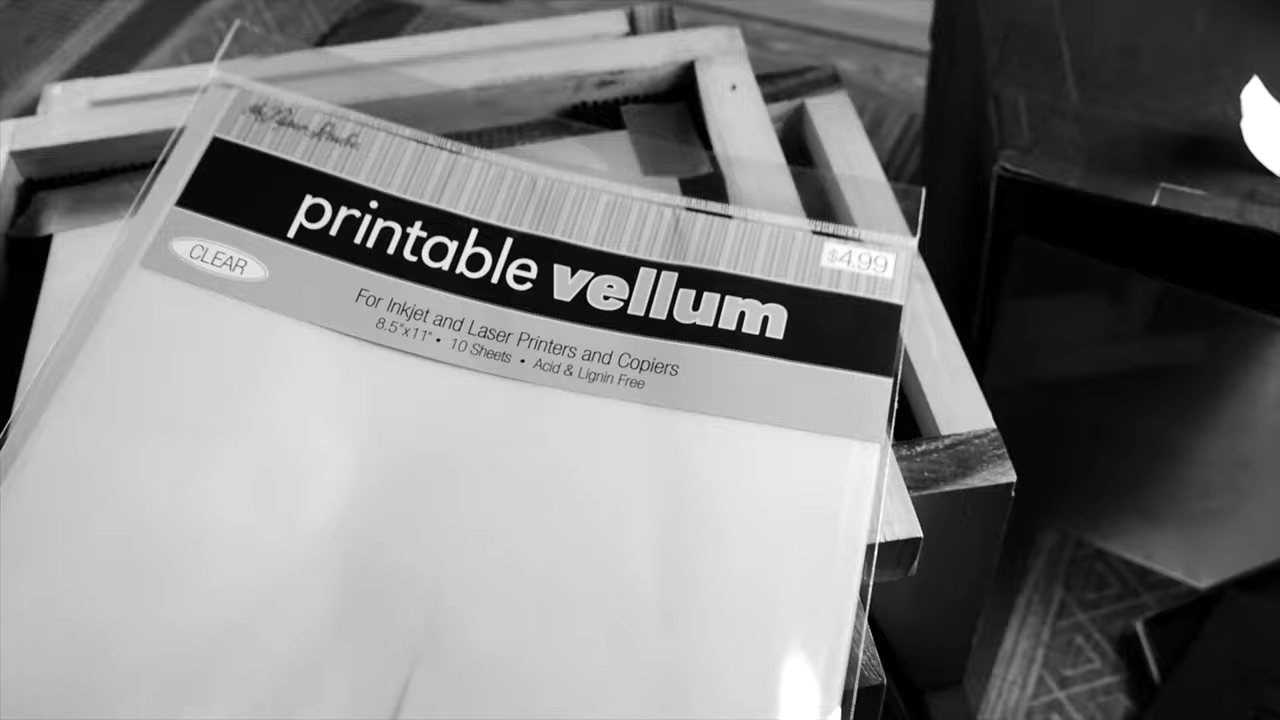 printable vellum
$4.99
CLEAR
For Inkjet and Laser Printers and Copiers
8.5"x11" • 10 Sheets • Acid & Lignin Free